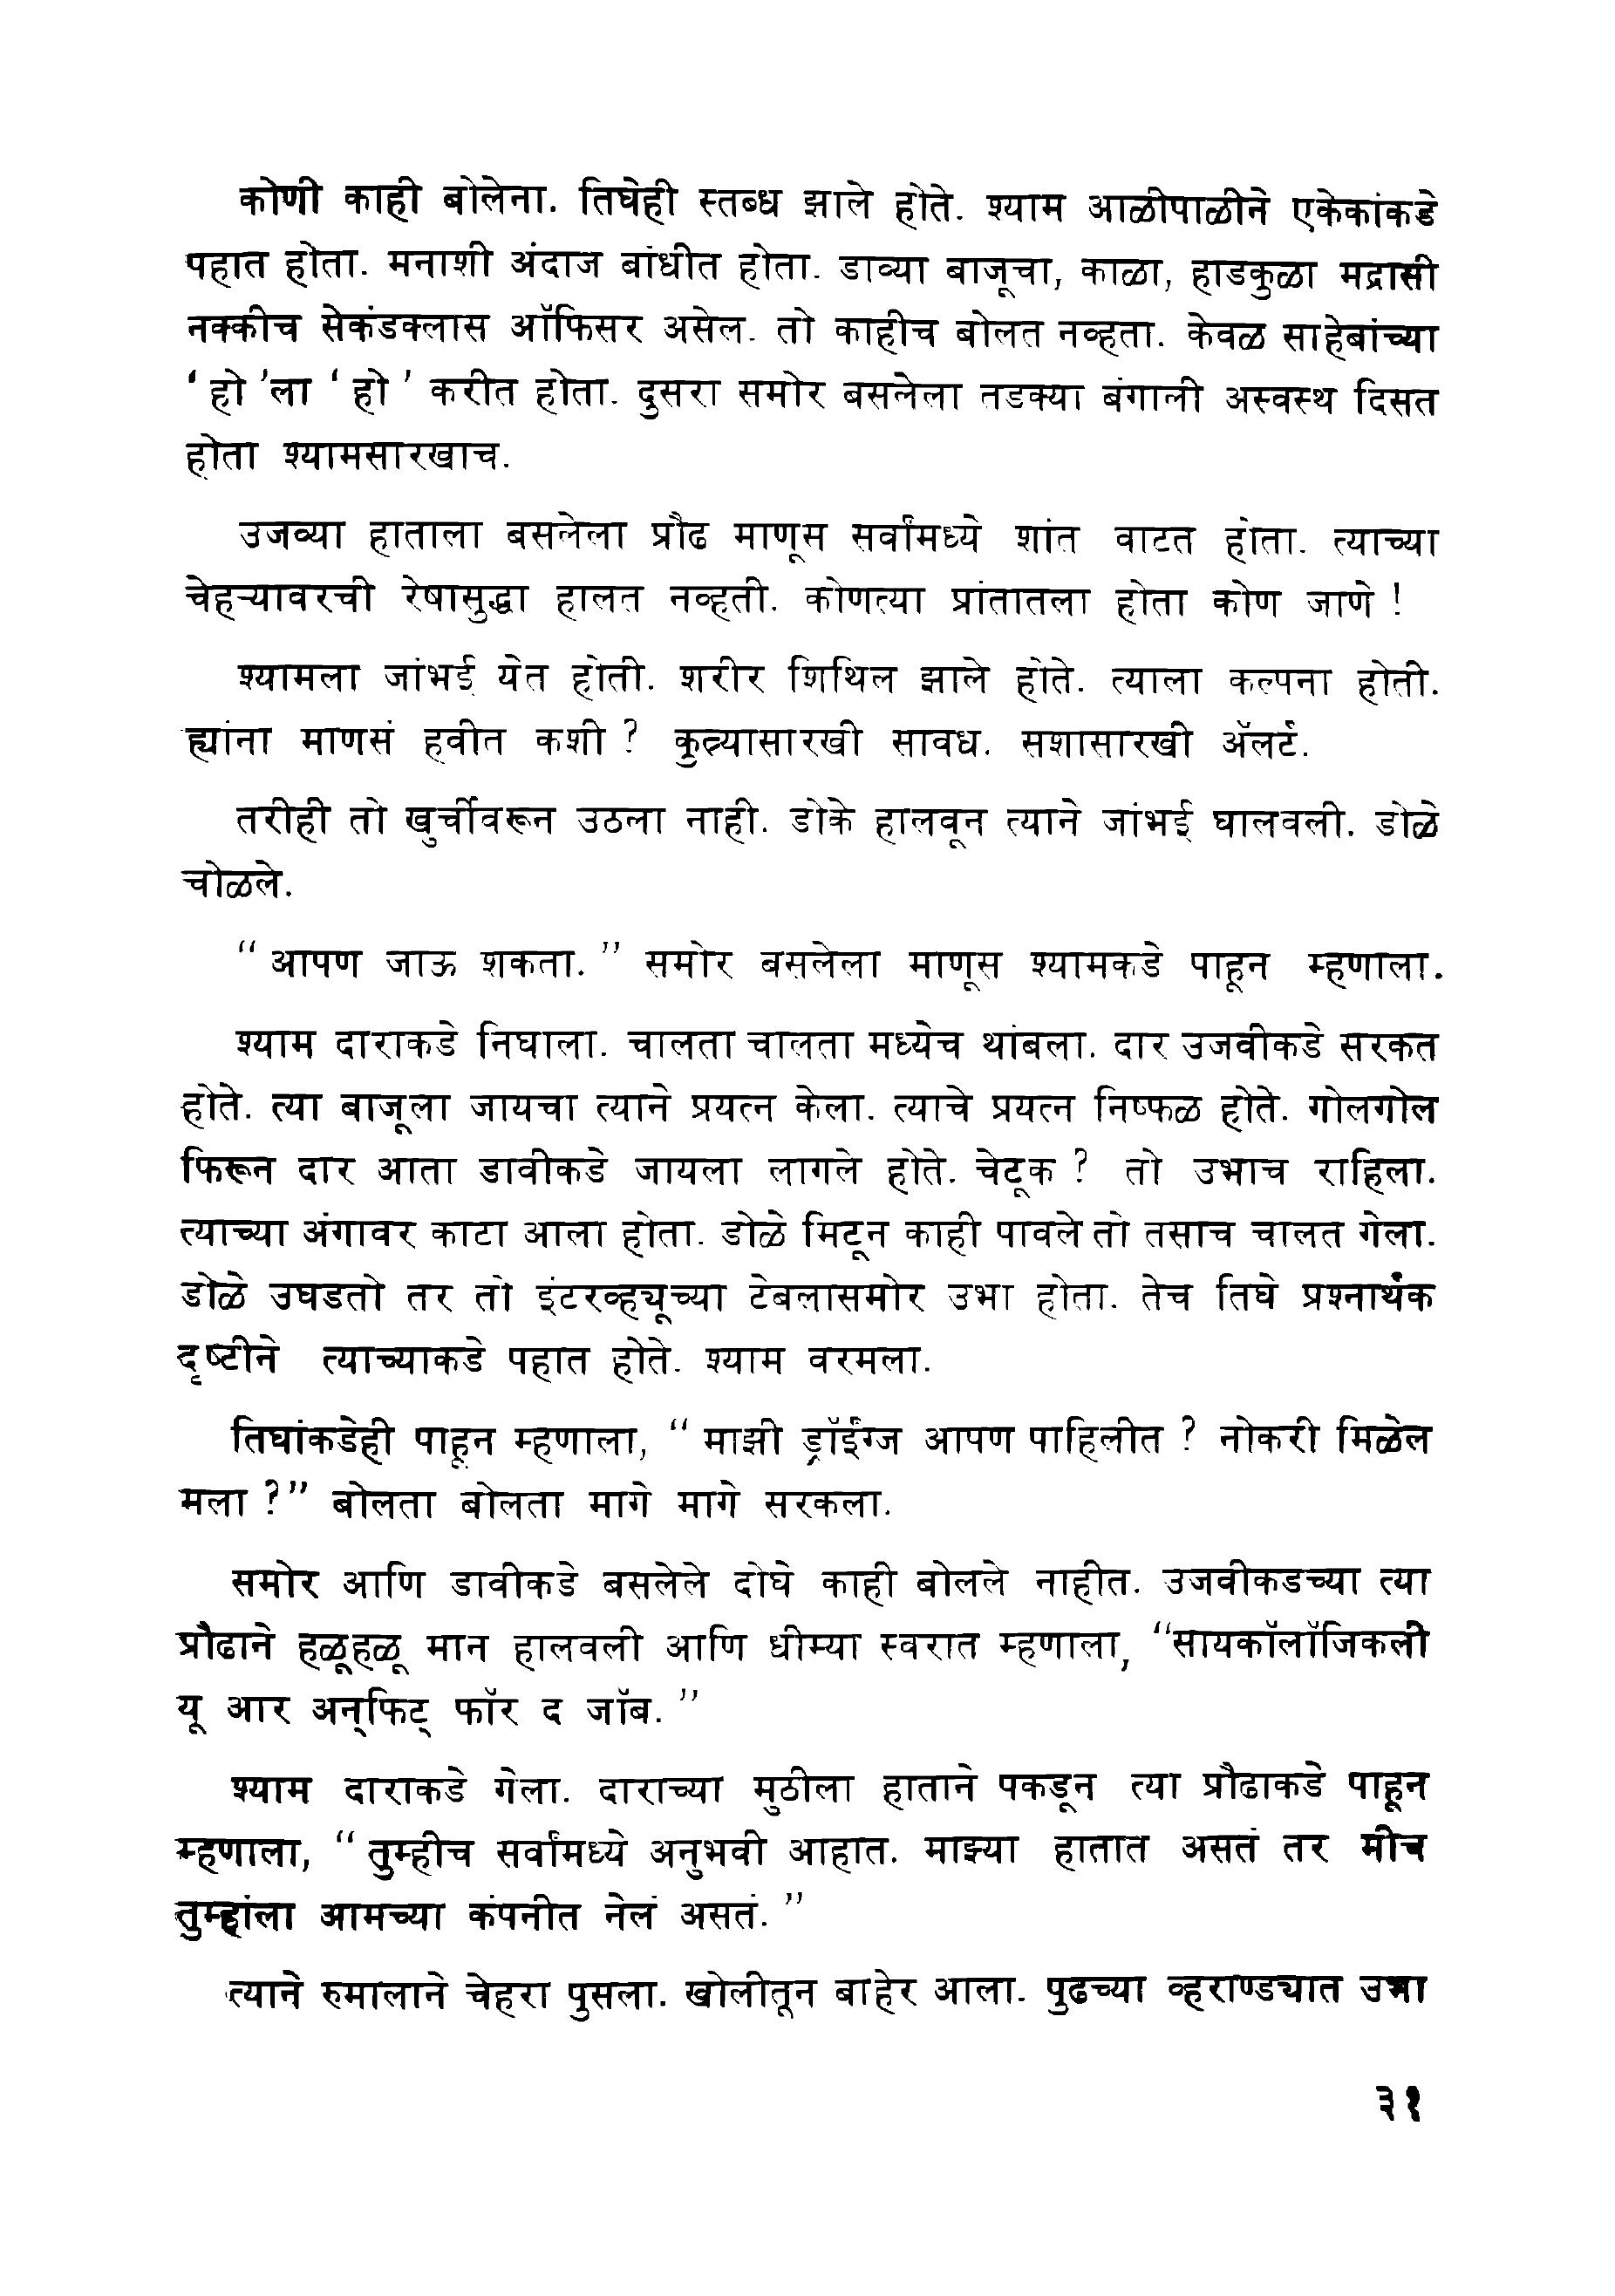 कोणी काही बोलेना. तिघेही स्तब्ध झाले होते. श्याम आळीपाळीने एकेकांकडे
पहात होता. मनाशी अंदाज बांधीत होता. डाव्या बाजूचा, काळा, हाडकुळा मद्रासी
नक्कीच सेकंडक्लास ऑफिसर असेल. तो काहीच बोलत नव्हता. केवळ साहेबांच्या
‘ हो ’ला ‘ हो ’ करीत होता. दुसरा समोर बसलेला तडक्या बंगाली अस्वस्थ दिसत
होता श्यामसारखाच.
उजव्या हाताला बसलेला प्रौढ माणूस सर्वांमध्ये शांत वाटत होता. त्याच्या
चेहऱ्यावरची रेषासुद्धा हालत नव्हती. कोणत्या प्रांतातला होता कोण जाणे !
श्यामला जांभई येत होती. शरीर शिथिल झाले होते. त्याला कल्पना होती.
ह्यांना माणसं हवीत कशी ? कुत्र्यासारखी सावध. सशासारखी ॲलर्ट.
तरीही तो खुर्चीवरून उठला नाही. डोके हालवून त्याने जांभई घालवली. डोळे
चोळले.
“ आपण जाऊ शकता. ” समोर बसलेला माणूस श्यामकडे पाहून म्हणाला.
श्याम दाराकडे निघाला. चालता चालता मध्येच थांबला. दार उजवीकडे सरकत
होते. त्या बाजूला जायचा त्याने प्रयत्न केला. त्याचे प्रयत्न निष्फळ होते. गोलगोल
फिरून दार आता डावीकडे जायला लागले होते. चेटूक ? तो उभाच राहिला.
त्याच्या अंगावर काटा आला होता. डोळे मिटून काही पावले तो तसाच चालत गेला.
डोळे उघडतो तर तो इंटरव्ह्यूच्या टेबलासमोर उभा होता. तेच तिघे प्रश्नार्थक
दृष्टीने त्याच्याकडे पहात होते. श्याम वरमला.
तिघांकडेही पाहून म्हणाला, “ माझी ड्रॉईंग्ज आपण पाहिलीत ? नोकरी मिळेल
मला ?” बोलता बोलता मागे मागे सरकला.
समोर आणि डावीकडे बसलेले दोघे काही बोलले नाहीत. उजवीकडच्या त्या
प्रौढाने हळूहळू मान हालवली आणि धीम्या स्वरात म्हणाला, “सायकॉलॉजिकली
यू आर अन्‌फिट् फॉर द जॉब. ”
श्याम दाराकडे गेला. दाराच्या मुठीला हाताने पकडून त्या प्रौढाकडे पाहून
म्हणाला, “ तुम्हीच सर्वांमध्ये अनुभवी आहात. माझ्या हातात असतं तर मीच
तुम्हांला आमच्या कंपनीत नेलं असतं. ”
त्याने रुमालाने चेहरा पुसला. खोलीतून बाहेर आला. पुढच्या व्हराण्ड्यात उभा
३१